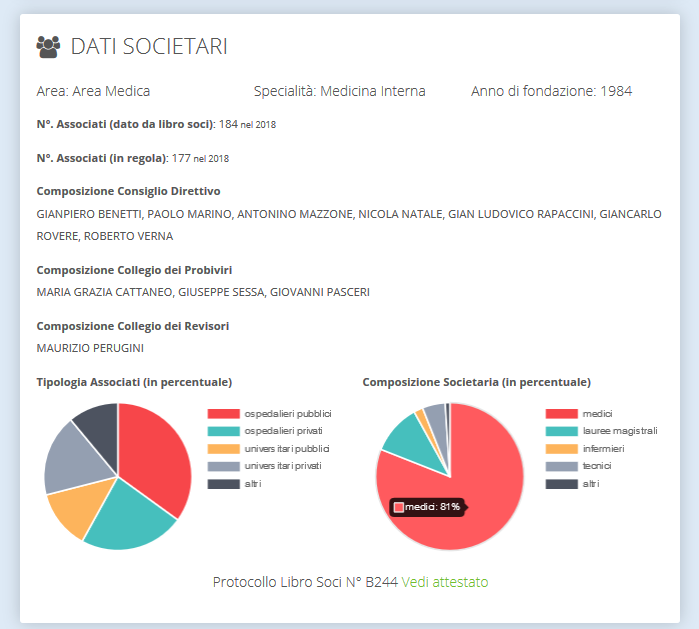 DATI SOCIETARI
Area: Area Medica
Specialità: Medicina Interna
Anno di fondazione: 1984
N°. Associati (dato da libro soci): 184 nel 2018
N°. Associati (in regola): 177 nel 2018
Composizione Consiglio Direttivo
GIANPIERO BENETTI, PAOLO MARINO, ANTONINO MAZZONE, NICOLA NATALE, GIAN LUDOVICO RAPACCINI, GIANCARLO
ROVERE, ROBERTO VERNA
Composizione Collegio dei Probiviri
MARIA GRAZIA CATTANEO, GIUSEPPE SESSA, GIOVANNI PASCERI
Composizione Collegio dei Revisori
MAURIZIO PERUGINI
Tipologia Associati (in percentuale)
ospedalieri pubblici
ospedalieri privati
universitari pubblici
universitari privati
altri
Composizione Societaria (in percentuale)
medici
lauree magistrali
infermieri
tecnici
altri
medici: 81%
Protocollo Libro Soci N° B244 Vedi attestato